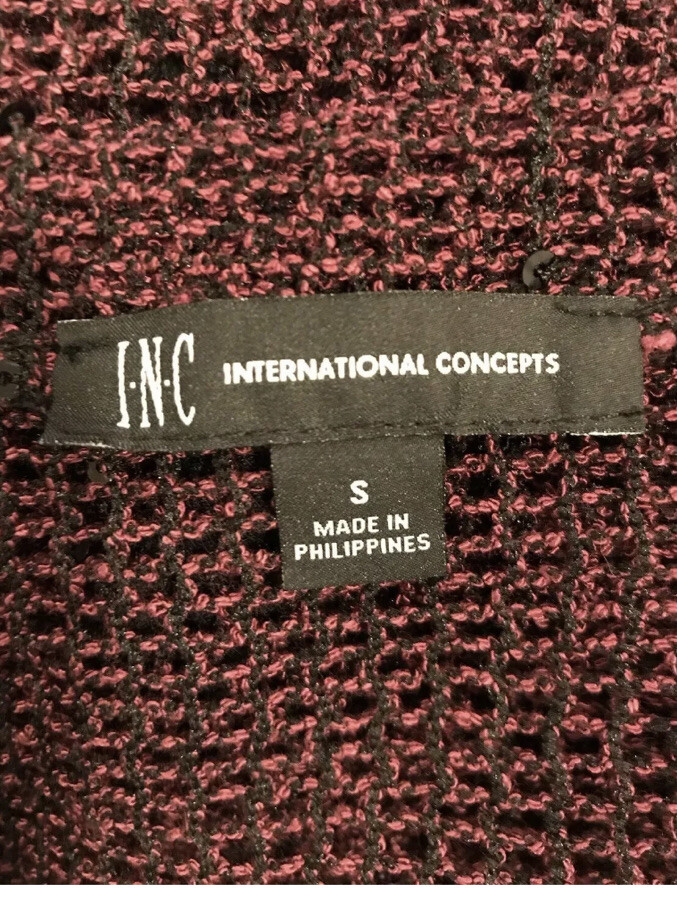 I·N·C INTERNATIONAL CONCEPTS
S
MADE IN
PHILIPPINES